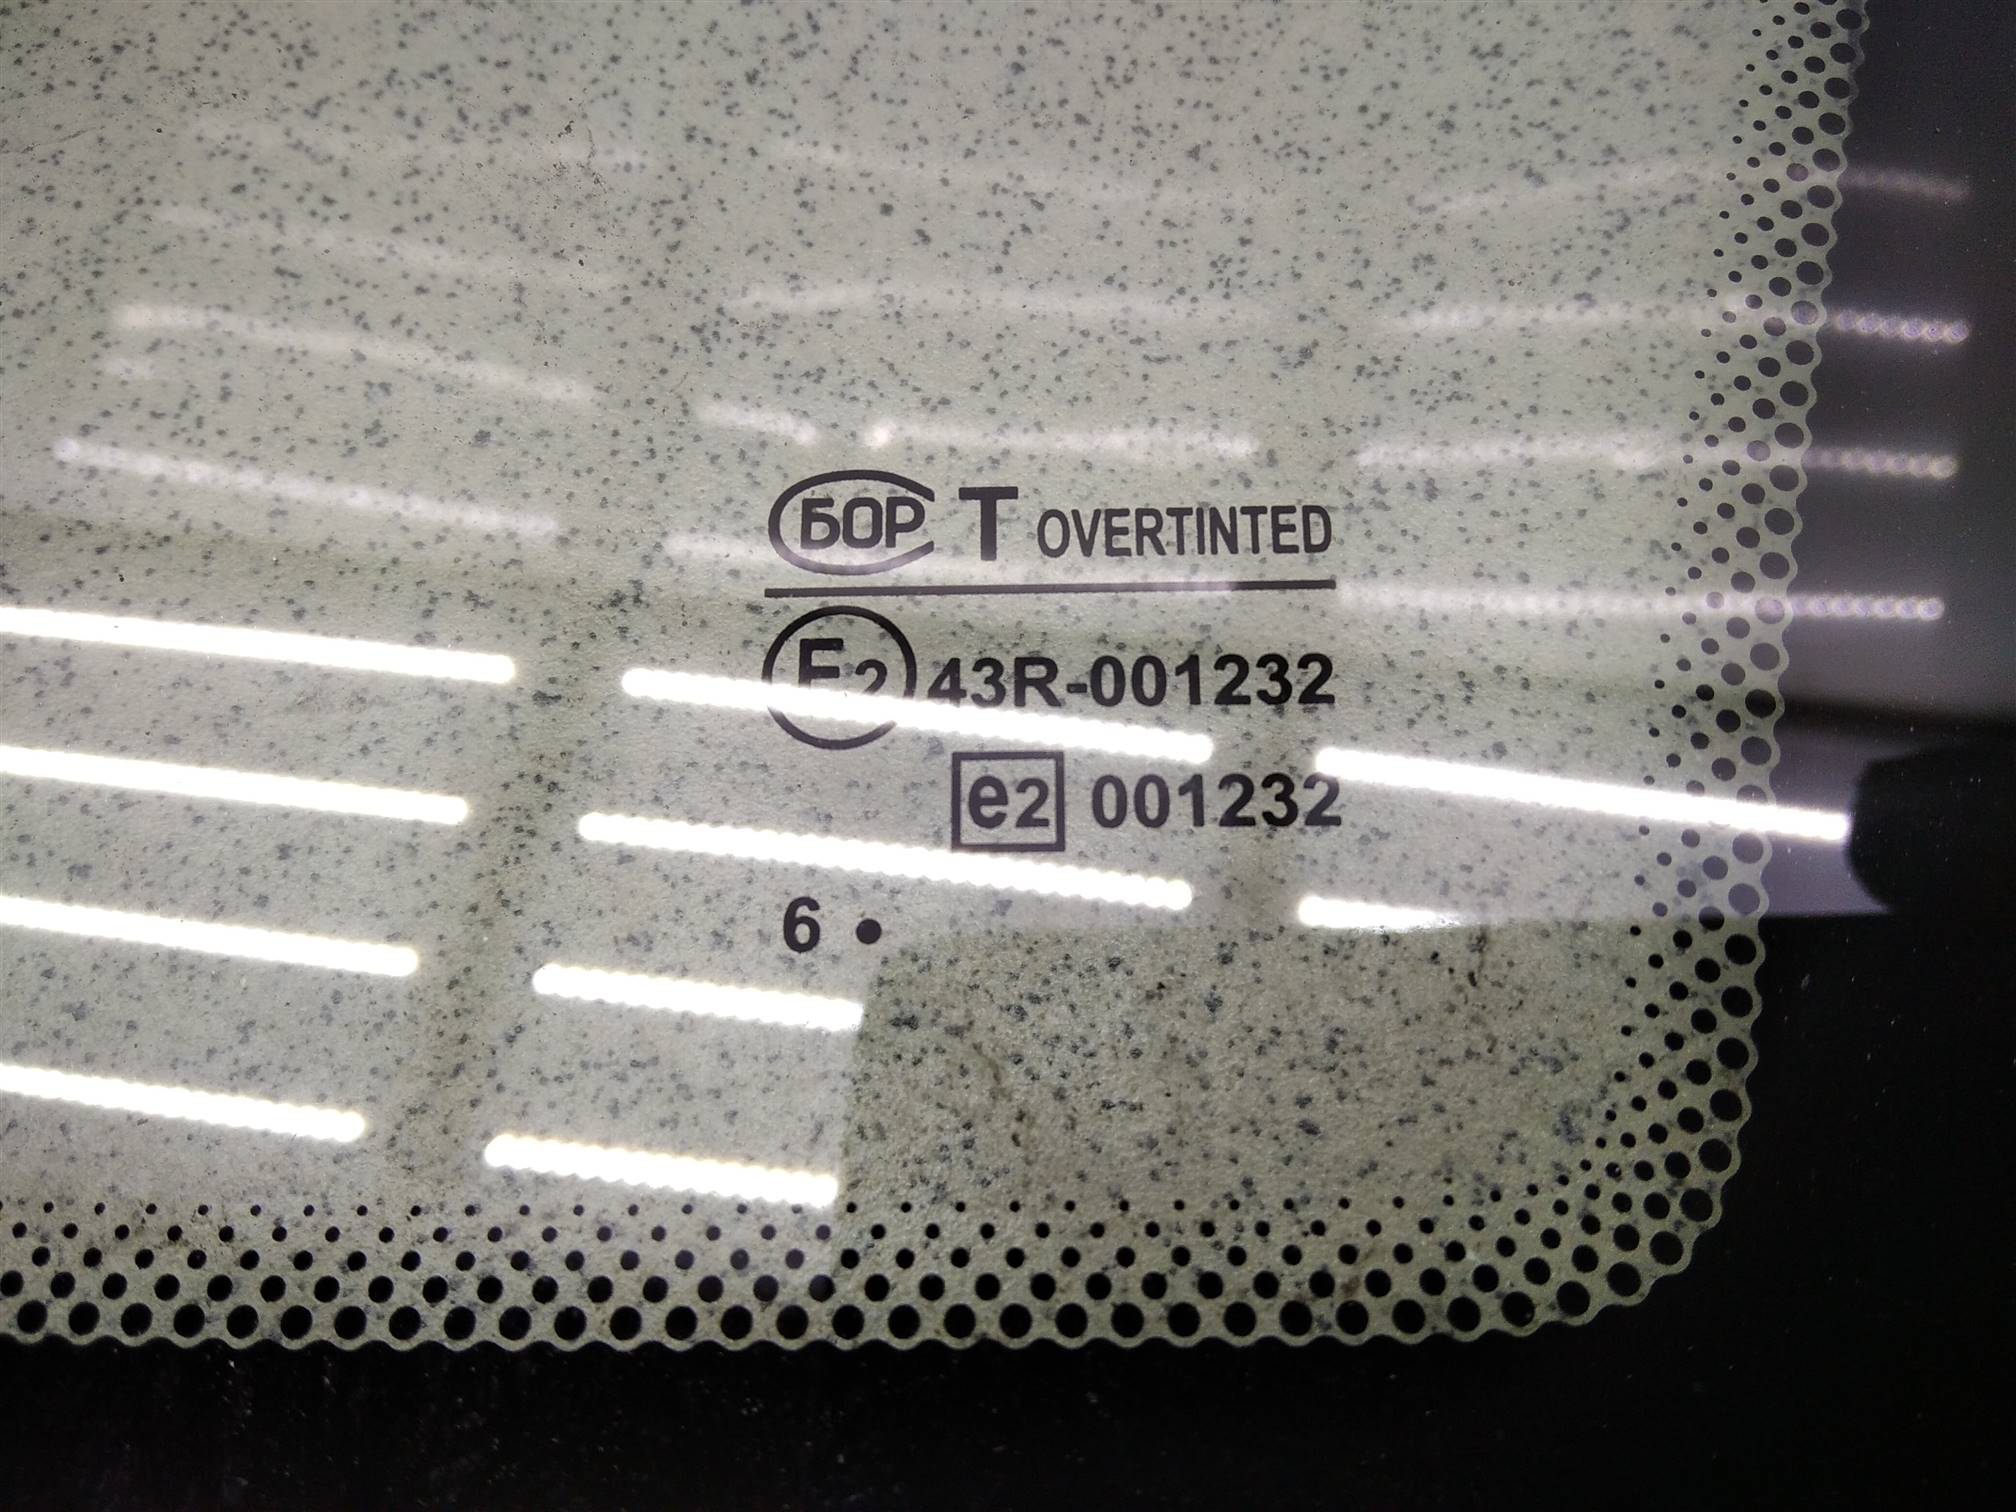 БОР T OVERTINTED
E2 43R-001232
e2 001232
6 •